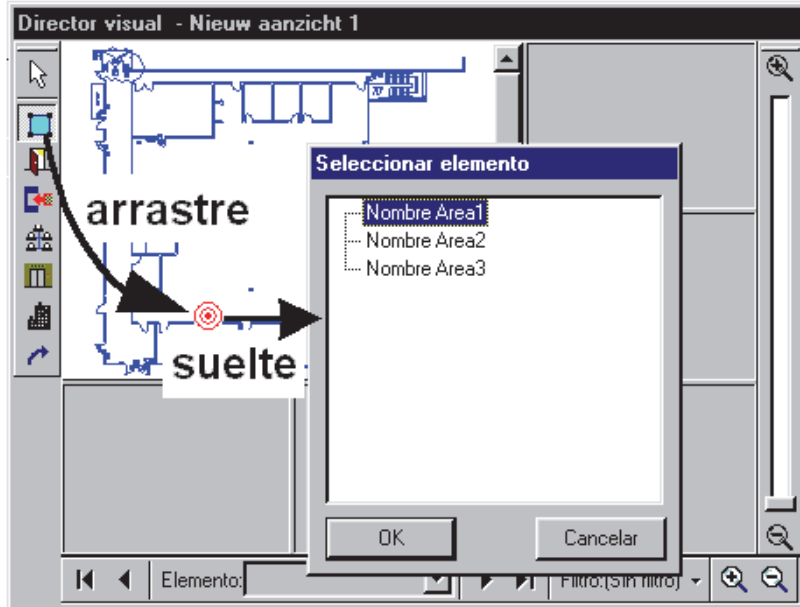 Director visual - Nieuw aanzicht 1
Seleccionar elemento
arrastre
Nombre Area1
Nombre Area2
Nombre Area3
suelte
OK
Cancelar
Elemento:
Filtro:(Sin filtro)